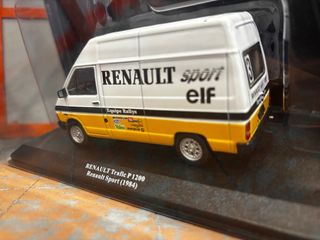 RENAULT sport
elf
Equipe Rallye
RENAULT Trafic P1200
Renault Sport (1984)